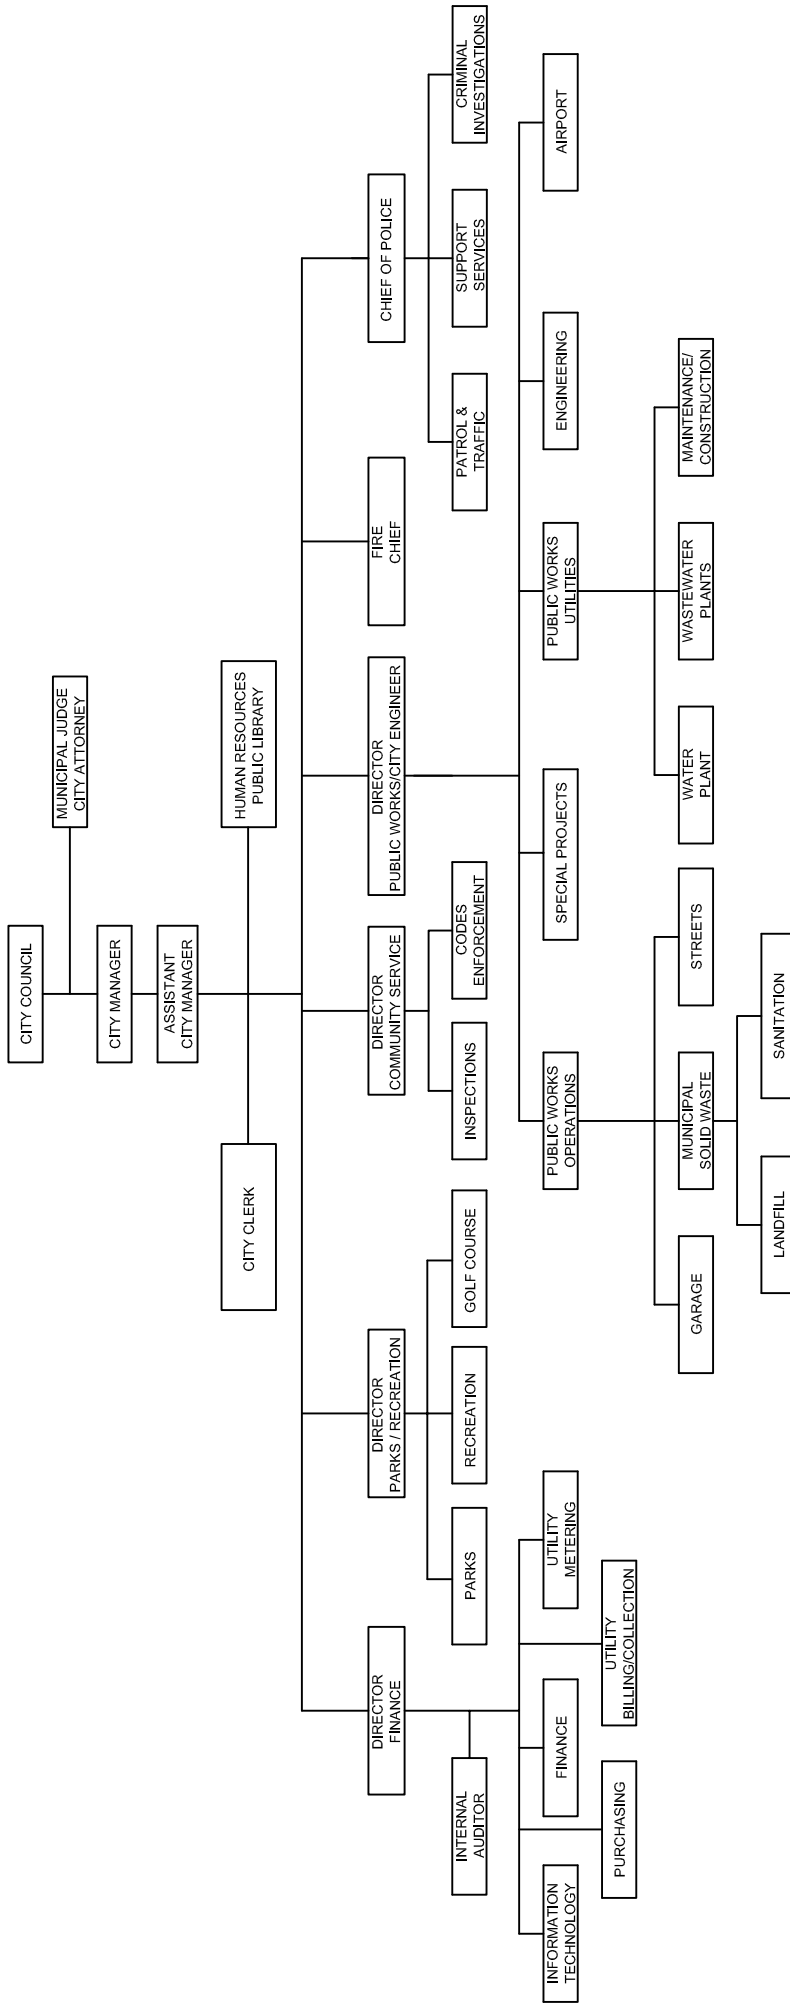 CITY COUNCIL
MUNICIPAL JUDGE
CITY ATTORNEY
CITY MANAGER
ASSISTANT
CITY MANAGER
CITY CLERK
HUMAN RESOURCES
PUBLIC LIBRARY
DIRECTOR
FINANCE
DIRECTOR
PARKS / RECREATION
DIRECTOR
COMMUNITY SERVICE
DIRECTOR
PUBLIC WORKS/CITY ENGINEER
FIRE
CHIEF
CHIEF OF POLICE
INTERNAL
AUDITOR
PARKS
RECREATION
GOLF COURSE
INSPECTIONS
CODES
ENFORCEMENT
PATROL &
TRAFFIC
SUPPORT
SERVICES
CRIMINAL
INVESTIGATIONS
INFORMATION
TECHNOLOGY
FINANCE
UTILITY
METERING
PUBLIC WORKS
OPERATIONS
SPECIAL PROJECTS
PUBLIC WORKS
UTILITIES
ENGINEERING
AIRPORT
PURCHASING
UTILITY
BILLING/COLLECTION
GARAGE
MUNICIPAL
SOLID WASTE
STREETS
WATER
PLANT
WASTEWATER
PLANTS
MAINTENANCE/
CONSTRUCTION
LANDFILL
SANITATION